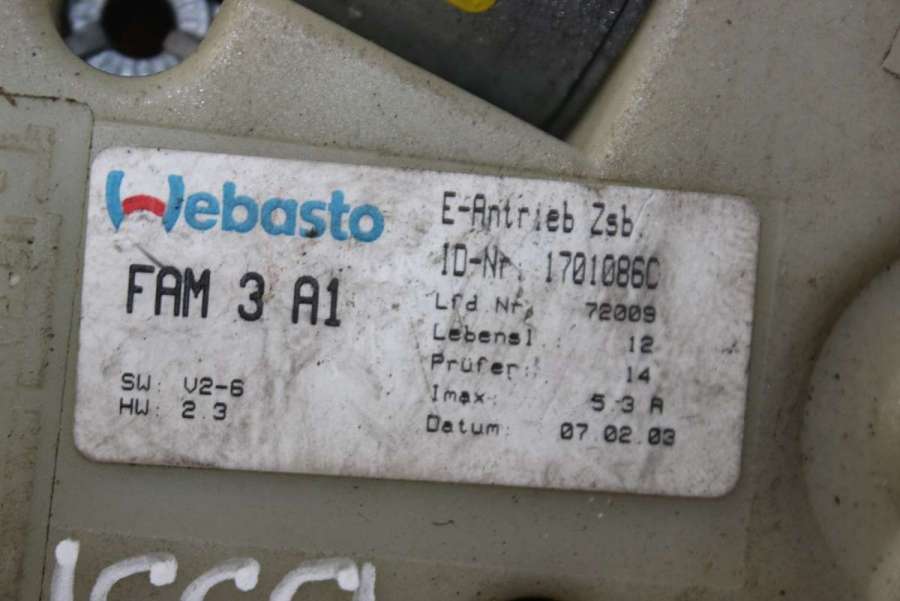 Webasto
FAM 3 A1
SW: V2-6
HW: 2.3
E-Antrieb Zsb.
ID-Nr: 1701086C
Lfd Nr. 72009
Lebensl.: 12
Prüfer: 14
Imax: 5.3 A
Datum: 07.02.03